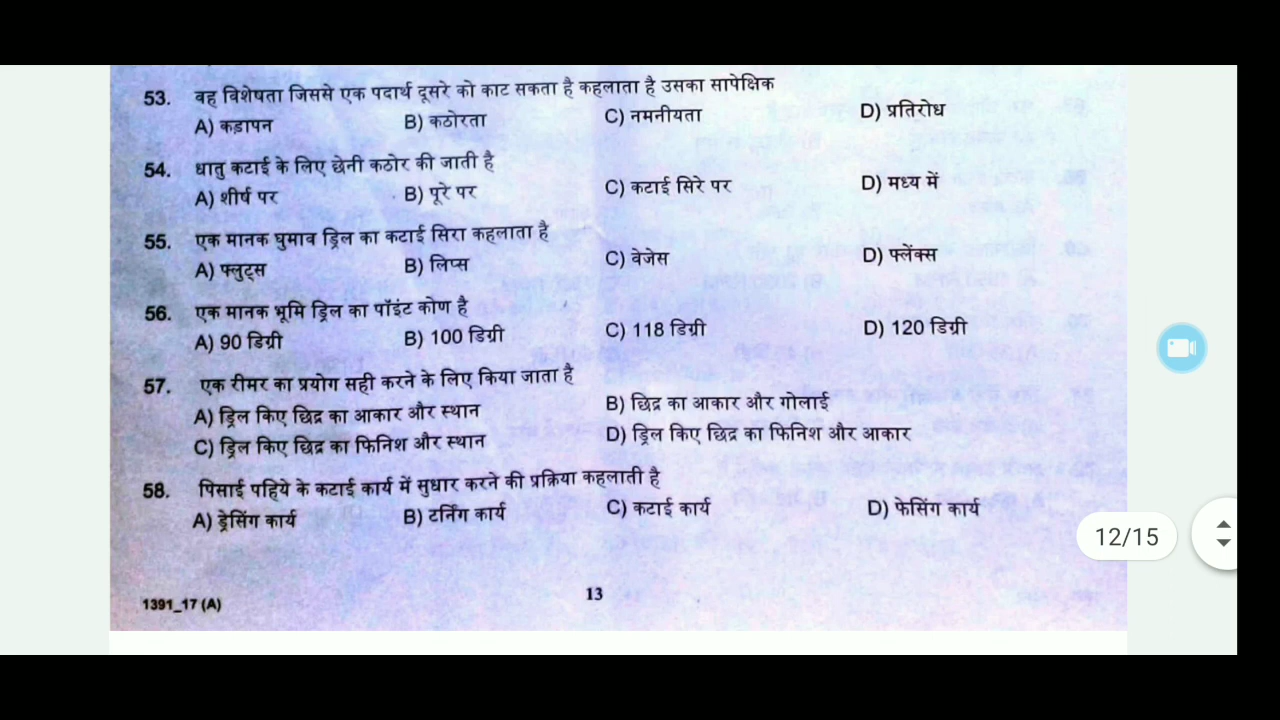 53. वह विशेषता जिससे एक पदार्थ दूसरे को काट सकता है कहलाता है उसका सापेक्षिक
A) कड़ापन B) कठोरता C) नमनीयता D) प्रतिरोध
54. धातु कटाई के लिए छेनी कठोर की जाती है
A) शीर्ष पर B) पूरे पर C) कटाई सिरे पर D) मध्य में
55. एक मानक घुमाव ड्रिल का कटाई सिरा कहलाता है
A) फ्लुट्स B) लिप्स C) वेजेस D) फ्लेंक्स
56. एक मानक भूमि ड्रिल का पॉइंट कोण है
A) 90 डिग्री B) 100 डिग्री C) 118 डिग्री D) 120 डिग्री
57. एक रीमर का प्रयोग सही करने के लिए किया जाता है
A) ड्रिल किए छिद्र का आकार और स्थान B) छिद्र का आकार और गोलाई
C) ड्रिल किए छिद्र का फिनिश और स्थान D) ड्रिल किए छिद्र का फिनिश और आकार
58. पिसाई पहिये के कटाई कार्य में सुधार करने की प्रक्रिया कहलाती है
A) ड्रेसिंग कार्य B) टर्निंग कार्य C) कटाई कार्य D) फेसिंग कार्य
12/15
13
1391_17 (A)